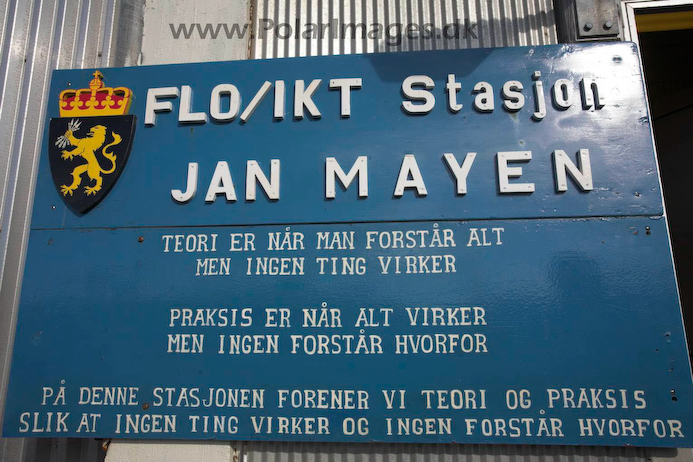 www.PolarImages.dk
FLO/IKT Stasjon
JAN MAYEN
TEORI ER NÅR MAN FORSTÅR ALT
MEN INGEN TING VIRKER
PRAKSIS ER NÅR ALT VIRKER
MEN INGEN FORSTÅR HVORFOR
PÅ DENNE STASJONEN FORENER VI TEORI OG PRAKSIS
SLIK AT INGEN TING VIRKER OG INGEN FORSTÅR HVORFOR